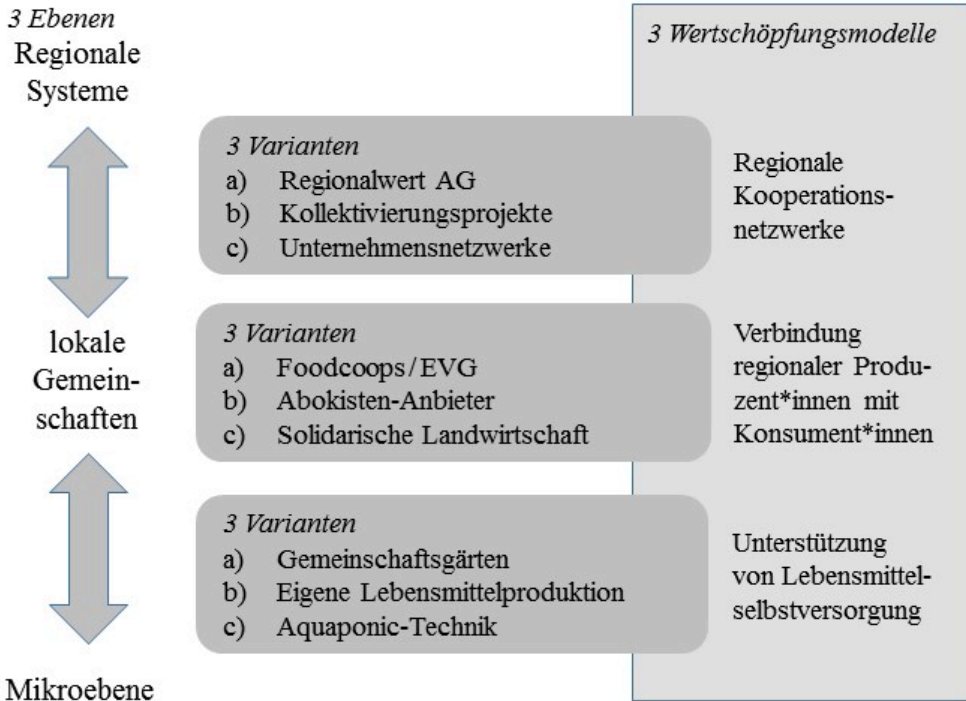 3 Ebenen
Regionale
Systeme
lokale
Gemein-
schaften
Mikroebene
3 Varianten
a) Regionalwert AG
b) Kollektivierungsprojekte
c) Unternehmensnetzwerke
3 Varianten
a) Foodcoops/EVG
b) Abokisten-Anbieter
c) Solidarische Landwirtschaft
3 Varianten
a) Gemeinschaftsgärten
b) Eigene Lebensmittelproduktion
c) Aquaponic-Technik
3 Wertschöpfungsmodelle
Regionale
Kooperations-
netzwerke
Verbindung
regionaler Produ-
zent*innen mit
Konsument*innen
Unterstützung
von Lebensmittel-
selbstversorgung